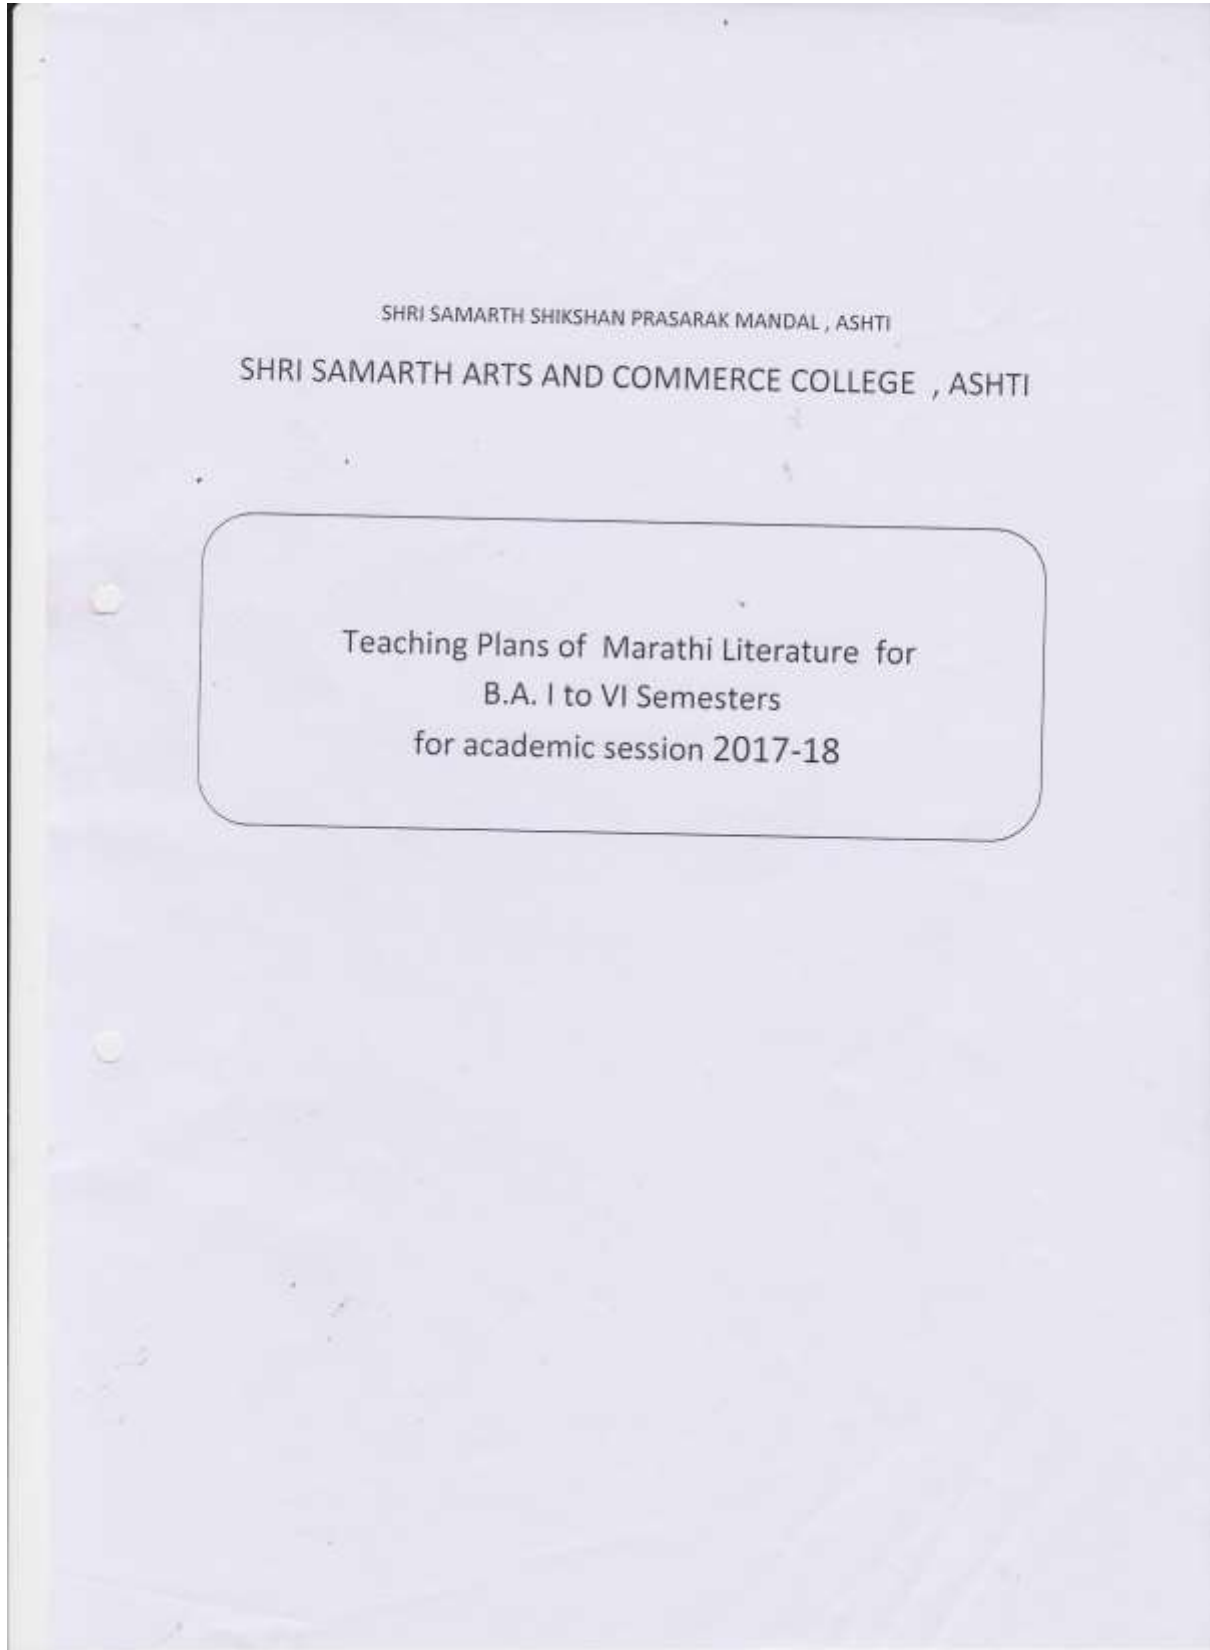 SHRI SAMARTH SHIKSHAN PRASARAK MANDAL , ASHTI
SHRI SAMARTH ARTS AND COMMERCE COLLEGE , ASHTI
Teaching Plans of Marathi Literature for
B.A. I to VI Semesters
for academic session 2017-18